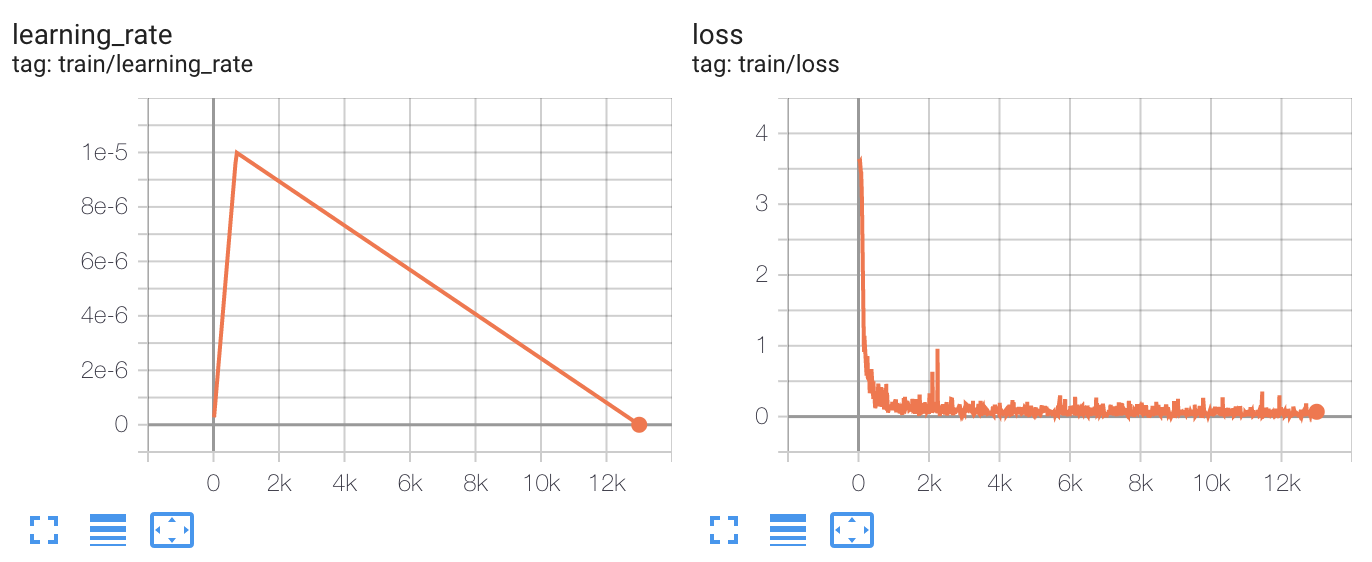 learning_rate
tag: train/learning_rate
1e-5
8e-6
6e-6
4e-6
2e-6
0
0 2k 4k 6k 8k 10k 12k
loss
tag: train/loss
4
3
2
1
0
0 2k 4k 6k 8k 10k 12k